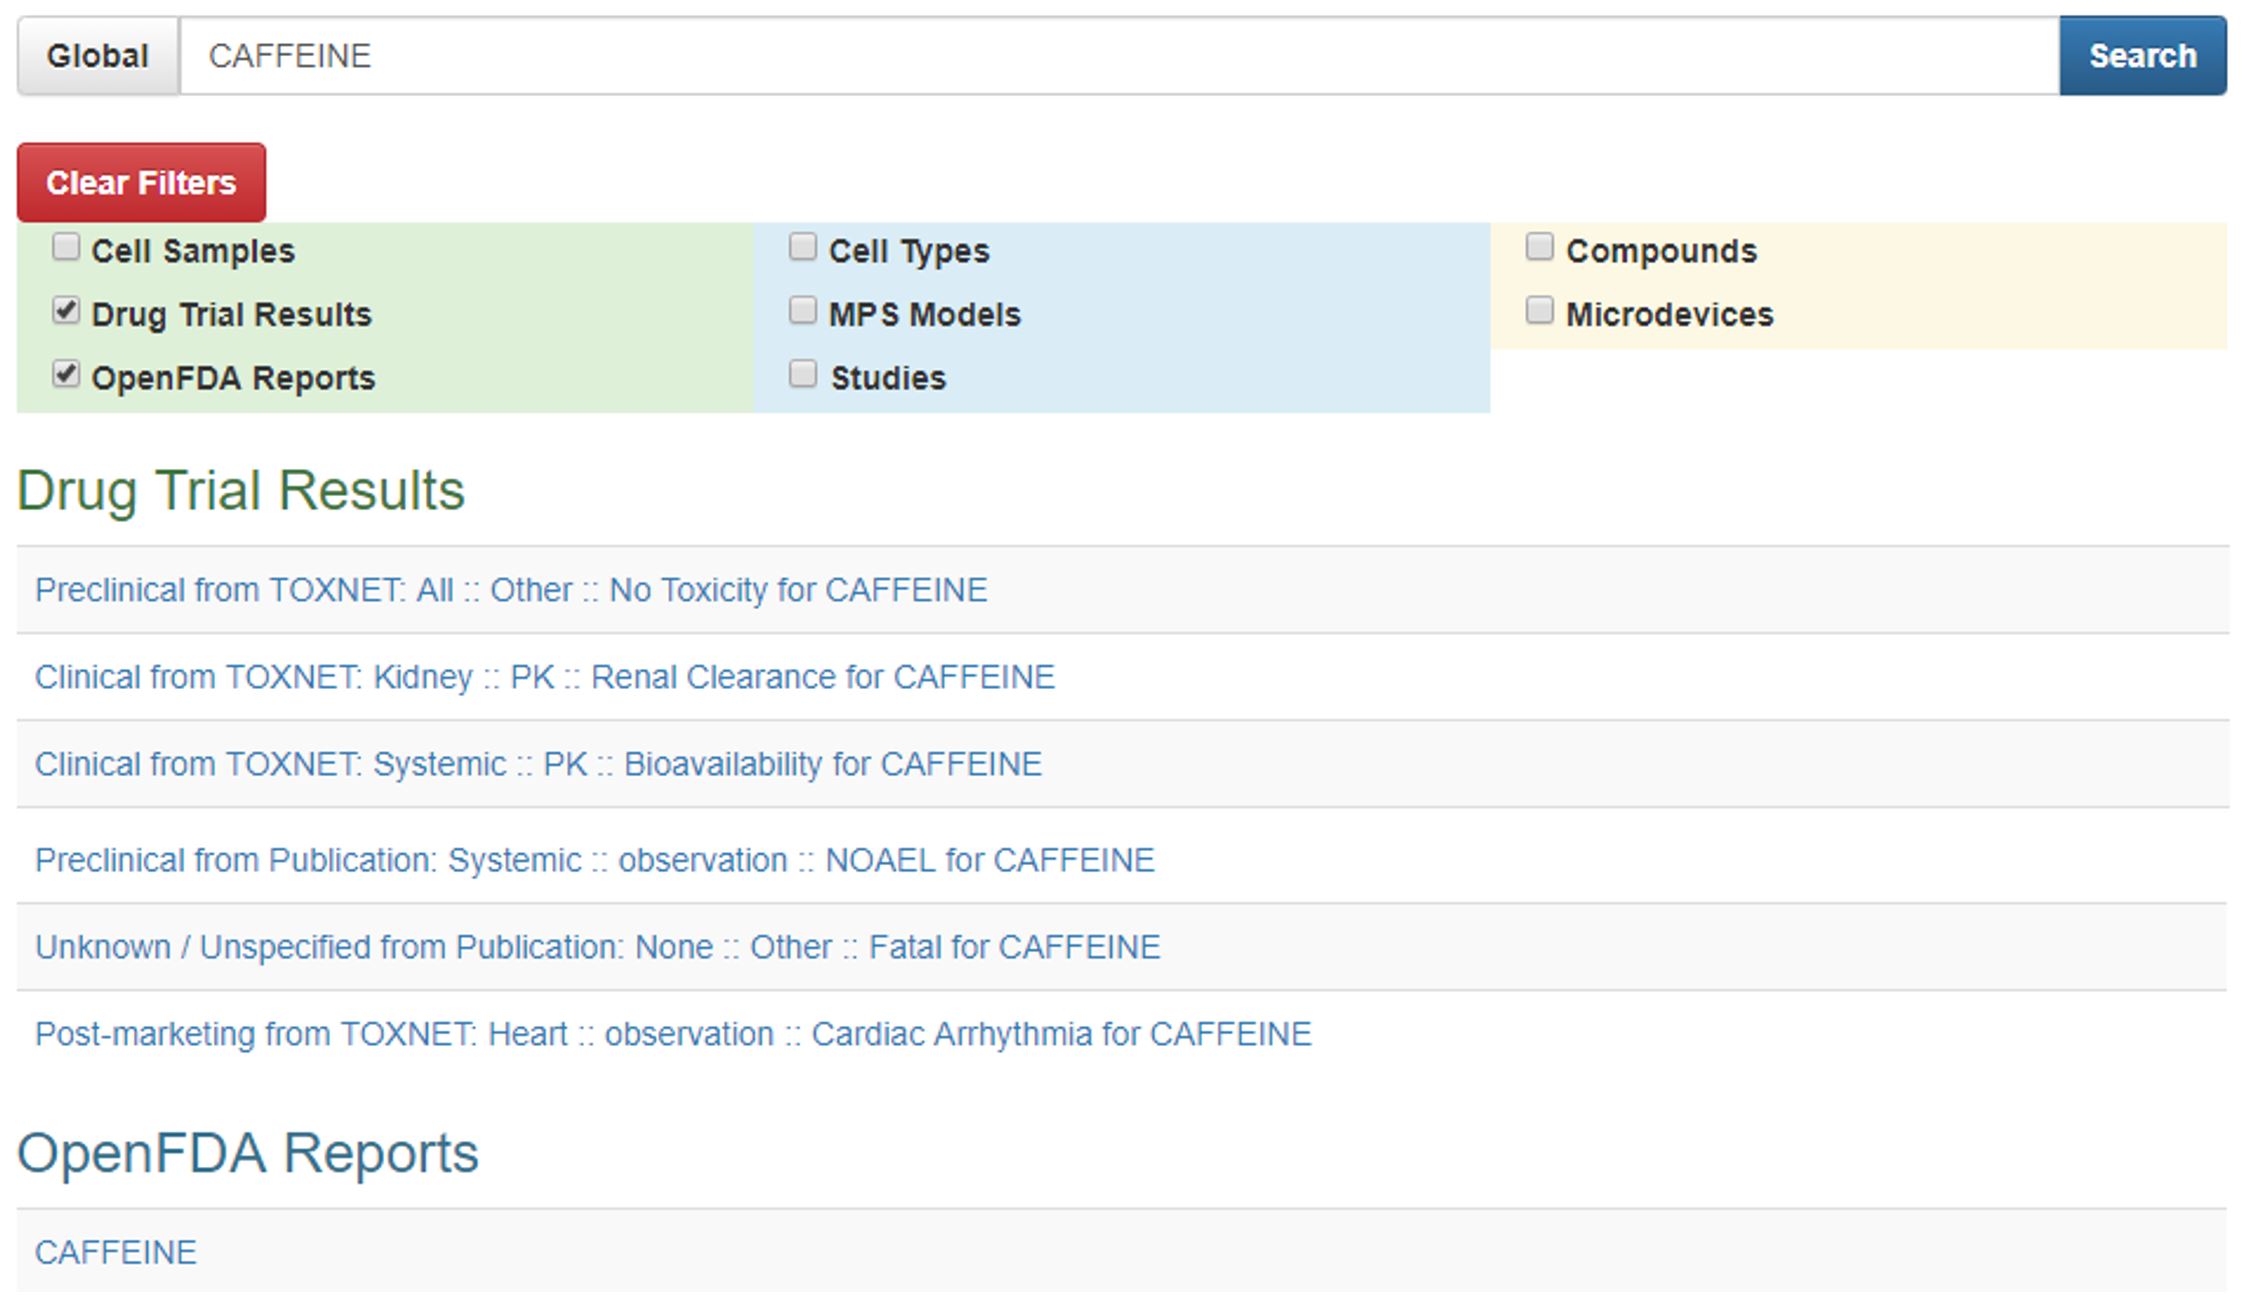 Global CAFFEINE Search
Clear Filters
Cell Samples Cell Types Compounds
Drug Trial Results MPS Models Microdevices
OpenFDA Reports Studies
Drug Trial Results
Preclinical from TOXNET: All :: Other :: No Toxicity for CAFFEINE
Clinical from TOXNET: Kidney :: PK :: Renal Clearance for CAFFEINE
Clinical from TOXNET: Systemic :: PK :: Bioavailability for CAFFEINE
Preclinical from Publication: Systemic :: observation :: NOAEL for CAFFEINE
Unknown / Unspecified from Publication: None :: Other :: Fatal for CAFFEINE
Post-marketing from TOXNET: Heart :: observation :: Cardiac Arrhythmia for CAFFEINE
OpenFDA Reports
CAFFEINE